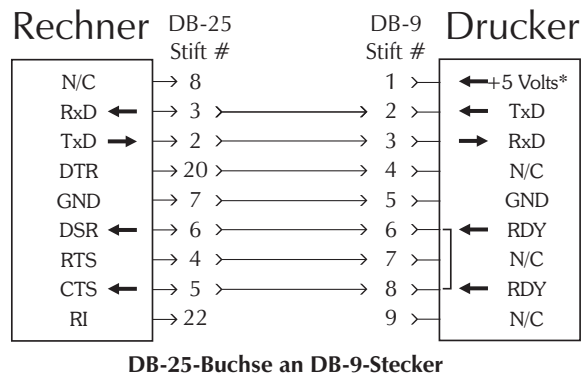 Rechner DB-25 DB-9 Drucker
Stift # Stift #
N/C 8 1 +5 Volts*
RxD 3 2 TxD
TxD 2 3 RxD
DTR 20 4 N/C
GND 7 5 GND
DSR 6 6 RDY
RTS 4 7 N/C
CTS 5 8 RDY
RI 22 9 N/C
DB-25-Buchse an DB-9-Stecker